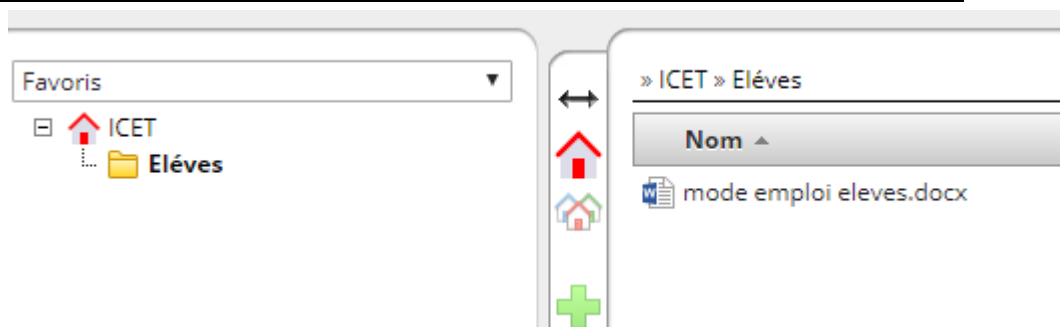 Favoris
ICET
Eléves
» ICET » Eléves
Nom
mode emploi eleves.docx